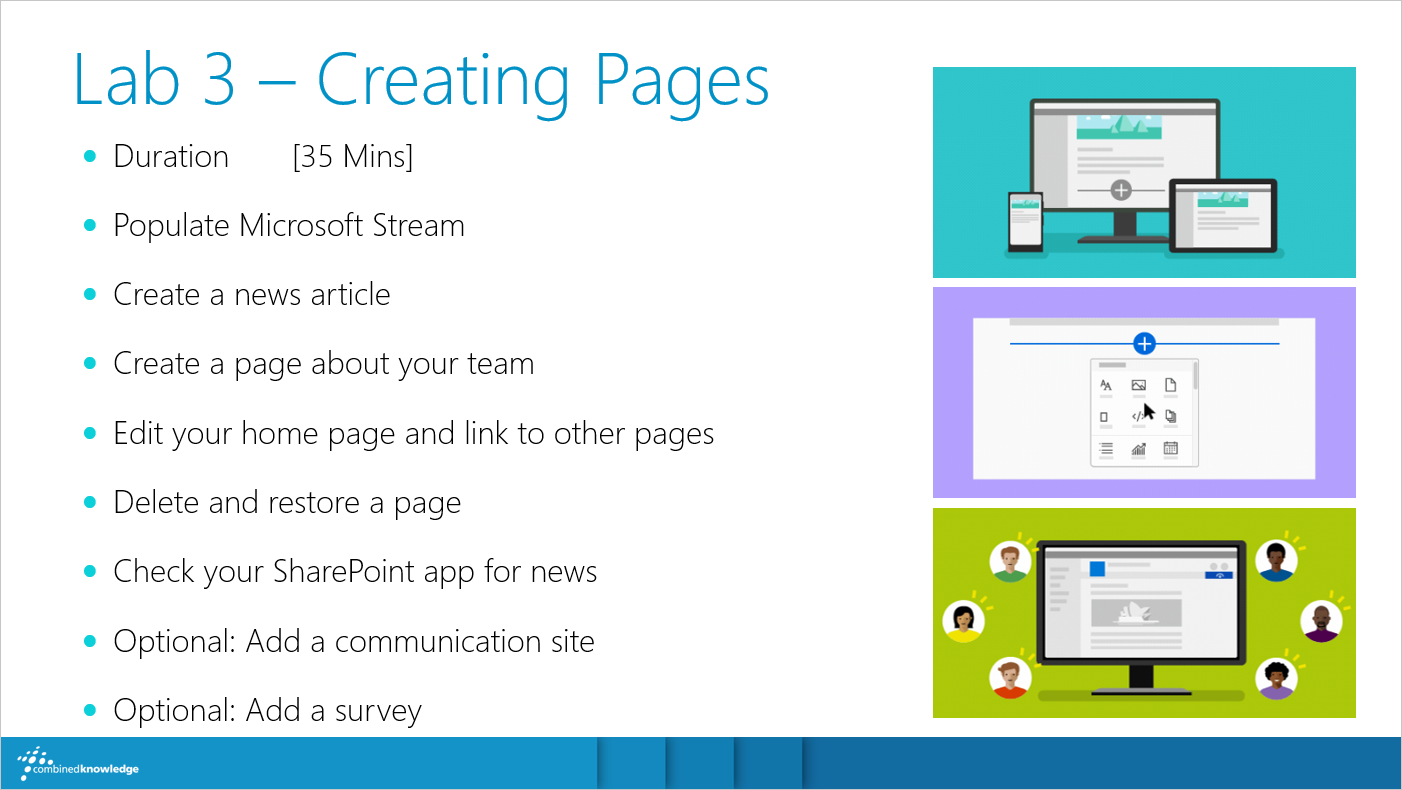 Lab 3 – Creating Pages
Duration [35 Mins]
Populate Microsoft Stream
Create a news article
Create a page about your team
Edit your home page and link to other pages
Delete and restore a page
Check your SharePoint app for news
Optional: Add a communication site
Optional: Add a survey
combinedknowledge